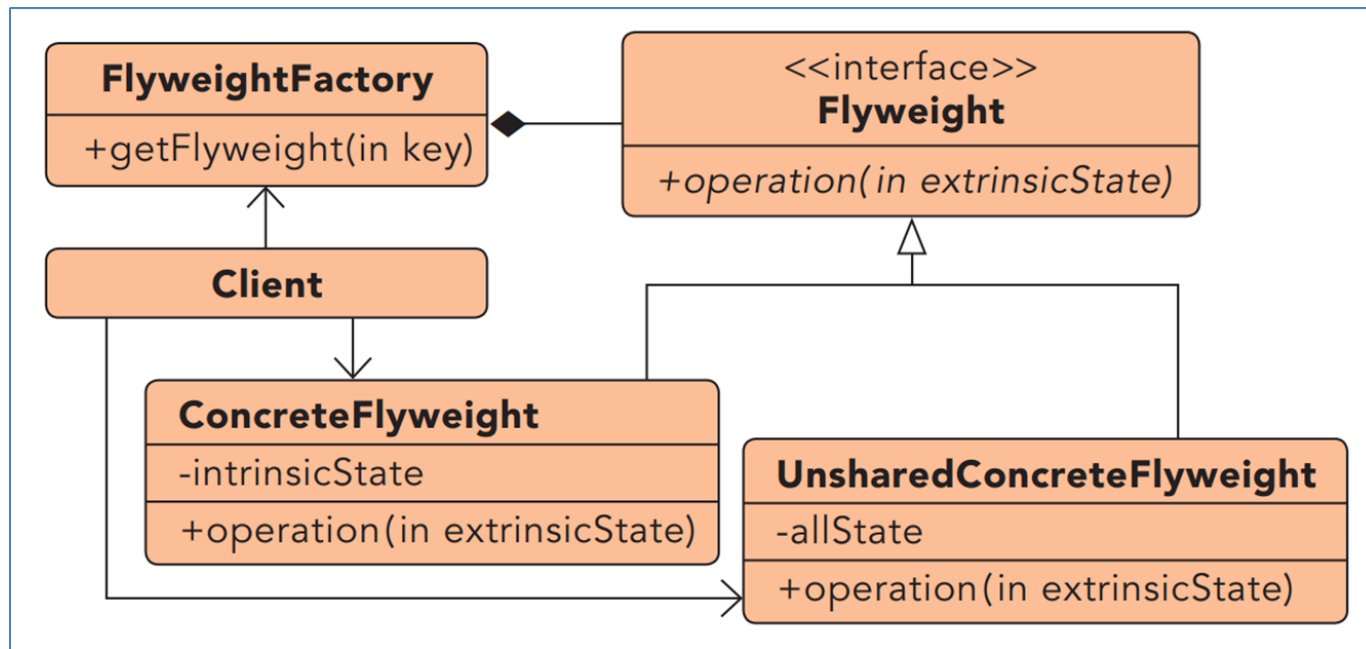 FlyweightFactory
+getFlyweight(in key)
<<interface>>
Flyweight
+operation(in extrinsicState)
Client
ConcreteFlyweight
-intrinsicState
+operation(in extrinsicState)
UnsharedConcreteFlyweight
-allState
+operation(in extrinsicState)